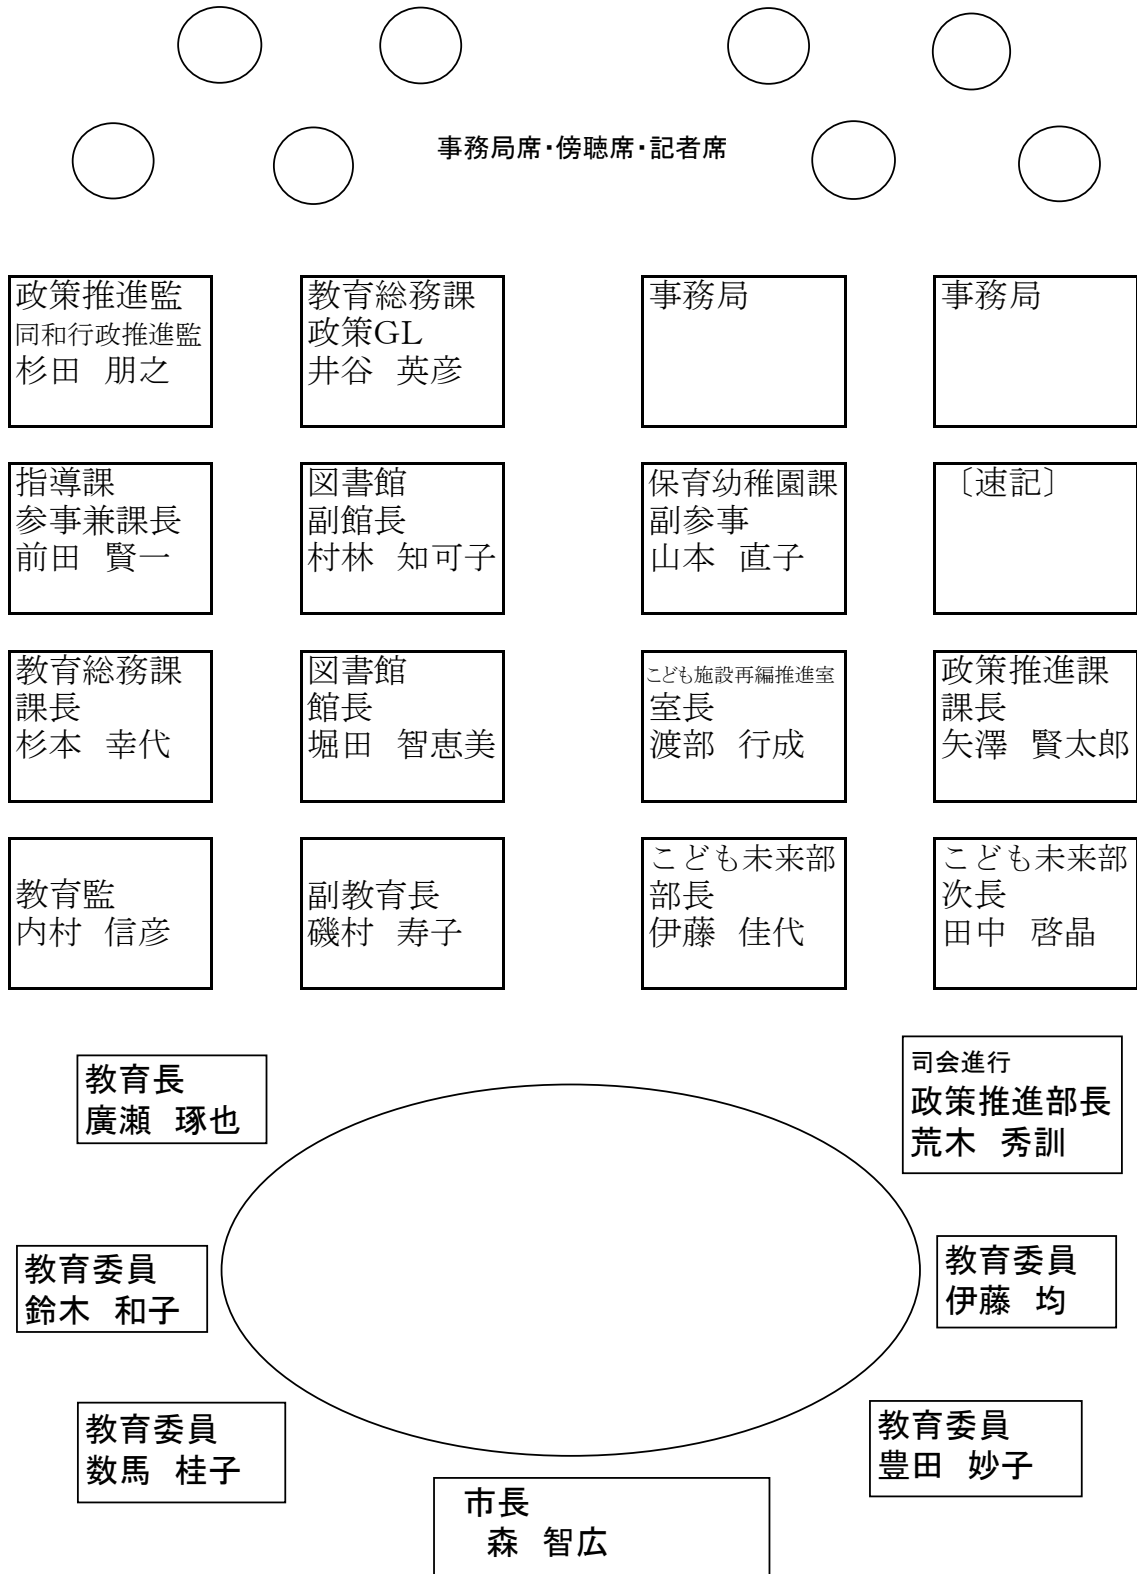 事務局席・傍聴席・記者席
政策推進監
同和行政推進監
杉田 朋之
教育総務課
政策GL
井谷 英彦
事務局
事務局
指導課
参事兼課長
前田 賢一
図書館
副館長
村林 知可子
保育幼稚園課
副参事
山本 直子
〔速記〕
教育総務課
課長
杉本 幸代
図書館
館長
堀田 智恵美
こども施設再編推進室
室長
渡部 行成
政策推進課
課長
矢澤 賢太郎
教育監
内村 信彦
副教育長
磯村 寿子
こども未来部
部長
伊藤 佳代
こども未来部
次長
田中 啓晶
教育長
廣瀬 琢也
司会進行
政策推進部長
荒木 秀訓
教育委員
鈴木 和子
教育委員
伊藤 均
教育委員
数馬 桂子
教育委員
豊田 妙子
市長
森 智広